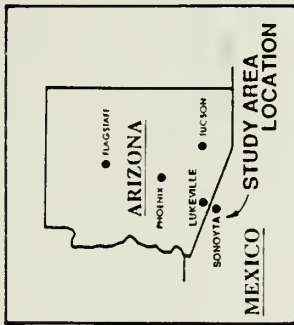 FLAGSTAFF
ARIZONA
PHOENIX
TUCSON
LUKEVILLE
SONOYTA
STUDY AREA
LOCATION
MEXICO